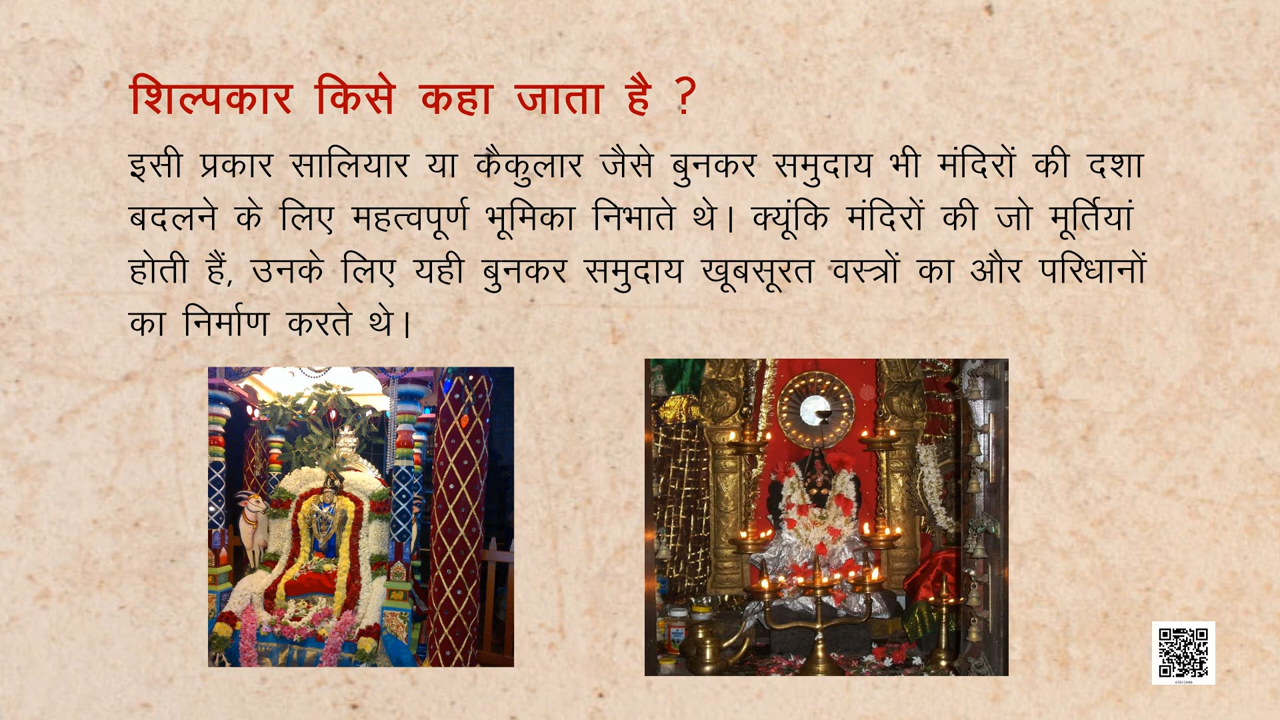 शिल्पकार किसे कहा जाता है ?
इसी प्रकार सालियार या कैकुलार जैसे बुनकर समुदाय भी मंदिरों की दशा
बदलने के लिए महत्वपूर्ण भूमिका निभाते थे। क्यूंकि मंदिरों की जो मूर्तियां
होती हैं, उनके लिए यही बुनकर समुदाय खूबसूरत वस्त्रों का और परिधानों
का निर्माण करते थे।